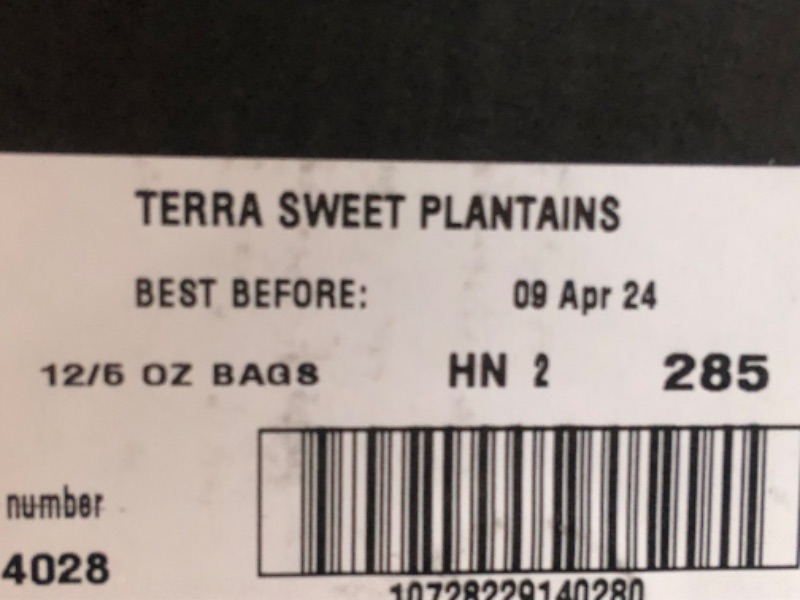 TERRA SWEET PLANTAINS
BEST BEFORE: 09 Apr 24
12/5 OZ BAGS HN 2 285
number
4028
10728229140280